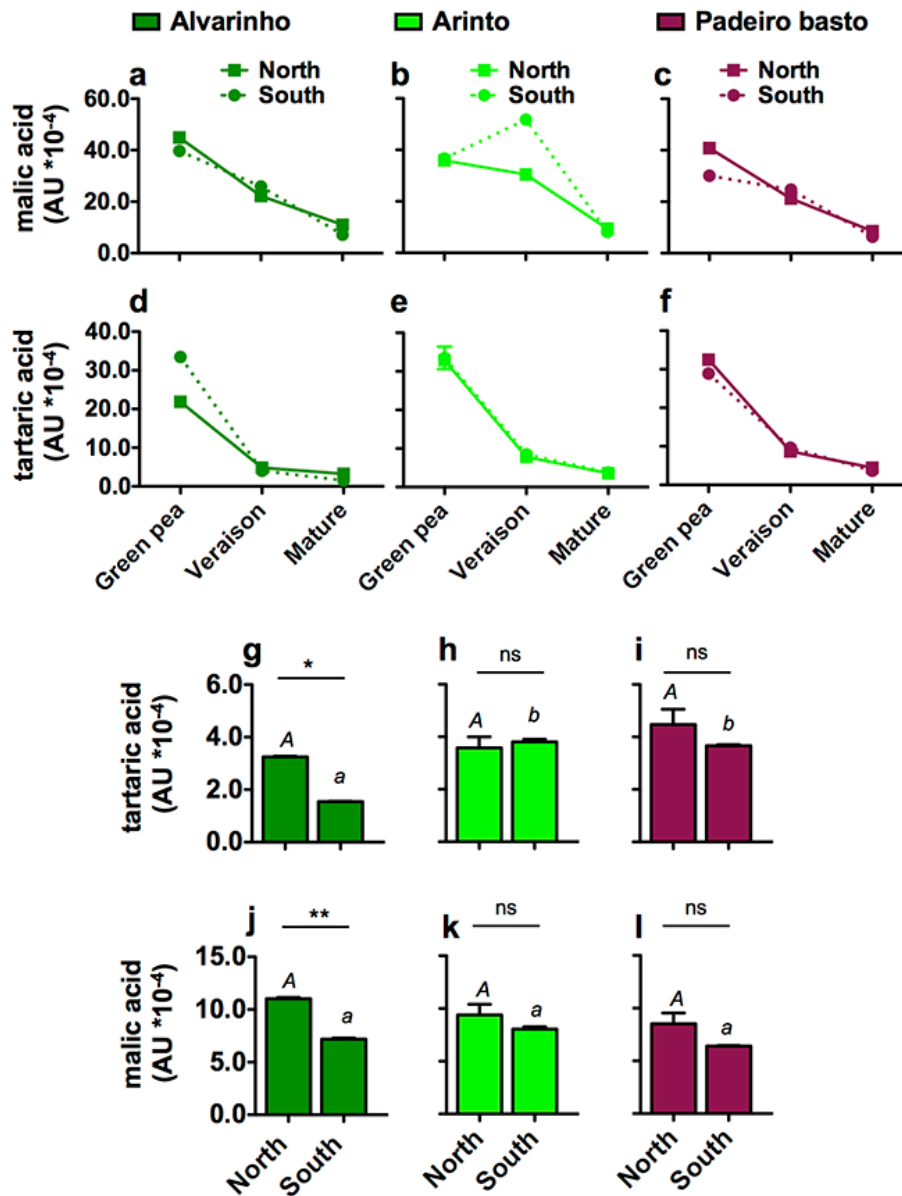 Alvarinho Arinto Padeiro basto
a North b North c North
South South South
malic acid
(AU *10-4)
60.0
40.0
20.0
0.0
d e f
tartaric acid
(AU *10-4)
40.0
30.0
20.0
10.0
0.0
Green pea Veraison Mature Green pea Veraison Mature Green pea Veraison Mature
g * h ns i ns
tartaric acid
(AU *10-4)
6.0
4.0
2.0
0.0
A a A b A b
j ** k ns l ns
malic acid
(AU *10-4)
15.0
10.0
5.0
0.0
A a A a A a
North South North South North South